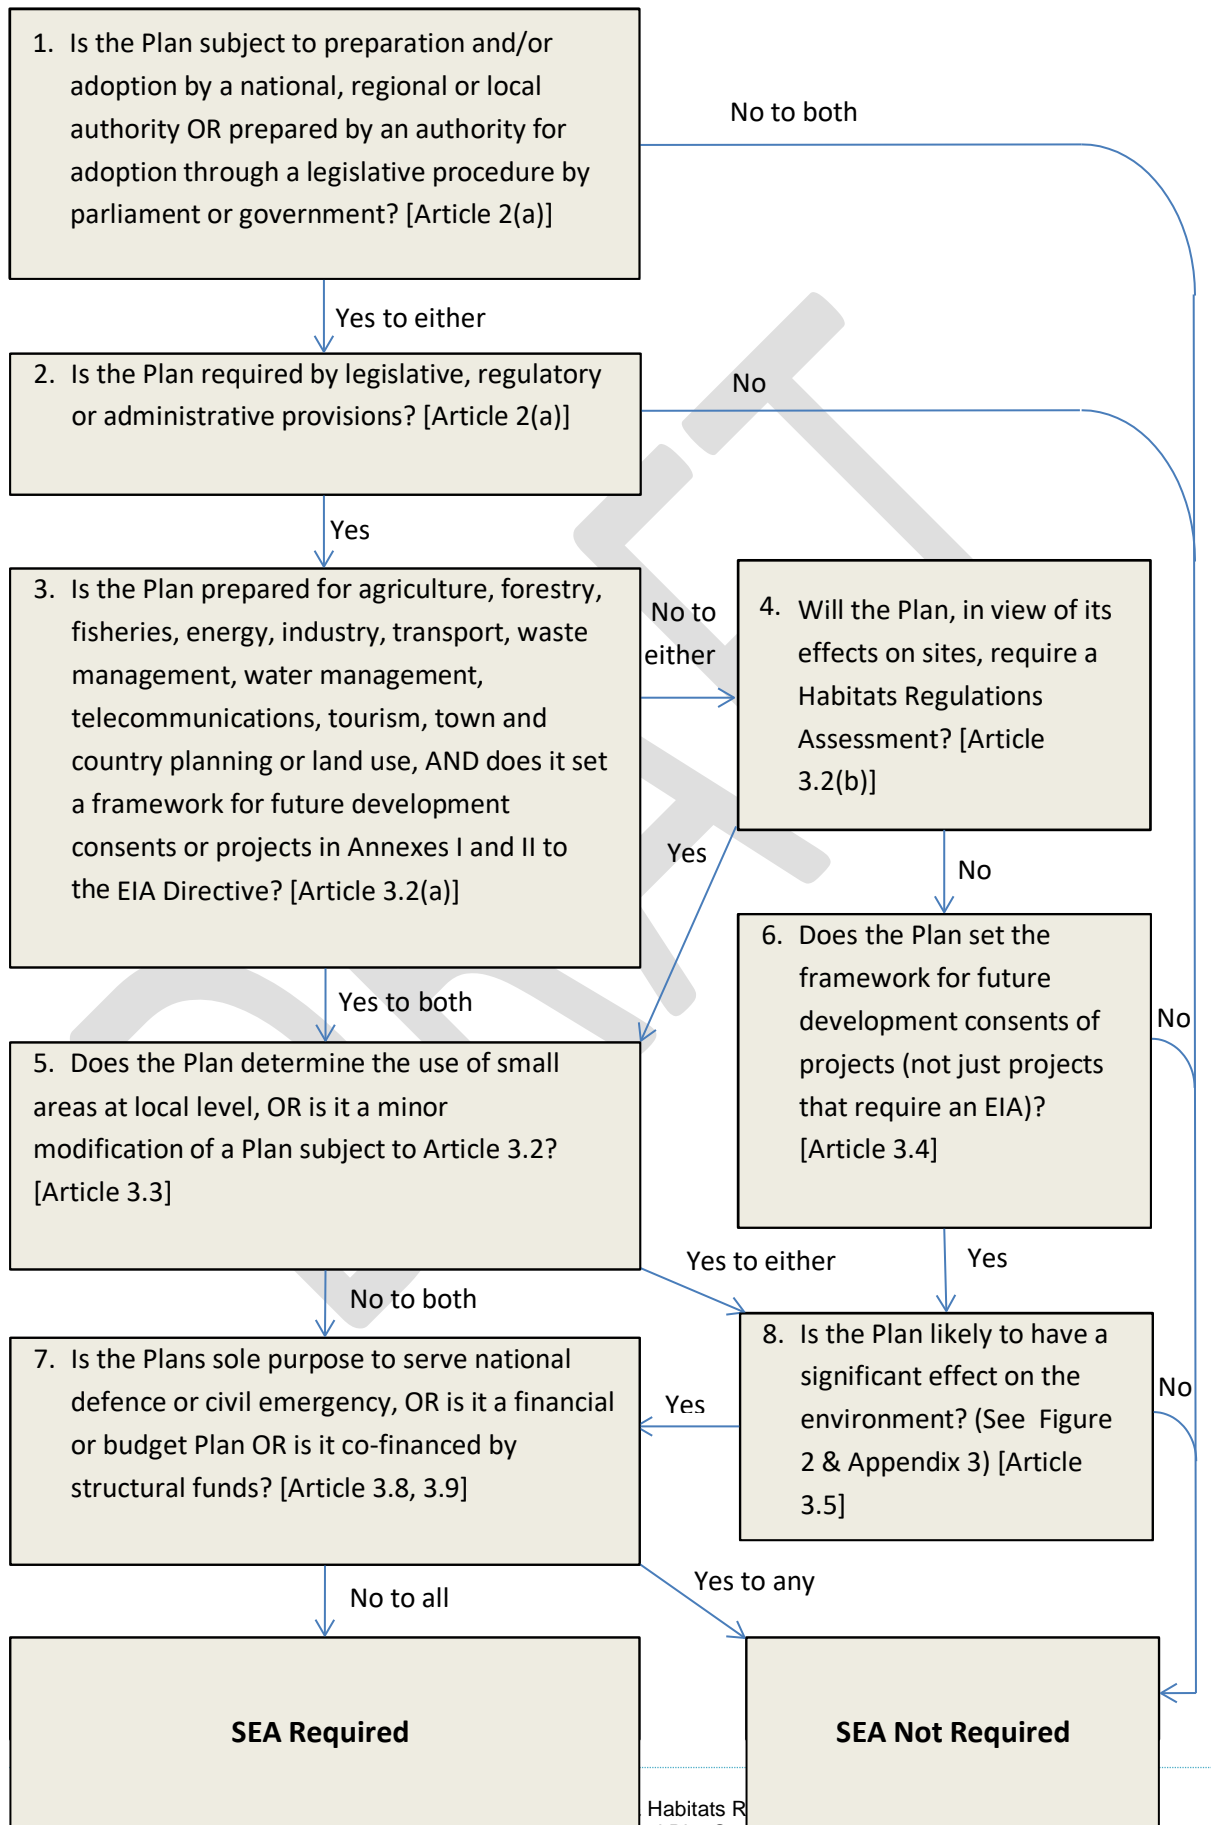 1. Is the Plan subject to preparation and/or
adoption by a national, regional or local
authority OR prepared by an authority for
adoption through a legislative procedure by
parliament or government? [Article 2(a)]
No to both
Yes to either
2. Is the Plan required by legislative, regulatory
or administrative provisions? [Article 2(a)]
No
Yes
3. Is the Plan prepared for agriculture, forestry,
fisheries, energy, industry, transport, waste
management, water management,
telecommunications, tourism, town and
country planning or land use, AND does it set
a framework for future development
consents or projects in Annexes I and II to
the EIA Directive? [Article 3.2(a)]
No to
either
4. Will the Plan, in view of its
effects on sites, require a
Habitats Regulations
Assessment? [Article
3.2(b)]
Yes
No
Yes to both
5. Does the Plan determine the use of small
areas at local level, OR is it a minor
modification of a Plan subject to Article 3.2?
[Article 3.3]
6. Does the Plan set the
framework for future
development consents of
projects (not just projects
that require an EIA)?
[Article 3.4]
No
Yes to either
Yes
No to both
7. Is the Plans sole purpose to serve national
defence or civil emergency, OR is it a financial
or budget Plan OR is it co-financed by
structural funds? [Article 3.8, 3.9]
Yes
8. Is the Plan likely to have a
significant effect on the
environment? (See Figure
2 & Appendix 3) [Article
3.5]
No
No to all
Yes to any
SEA Required
SEA Not Required
Habitats R
DRAFT